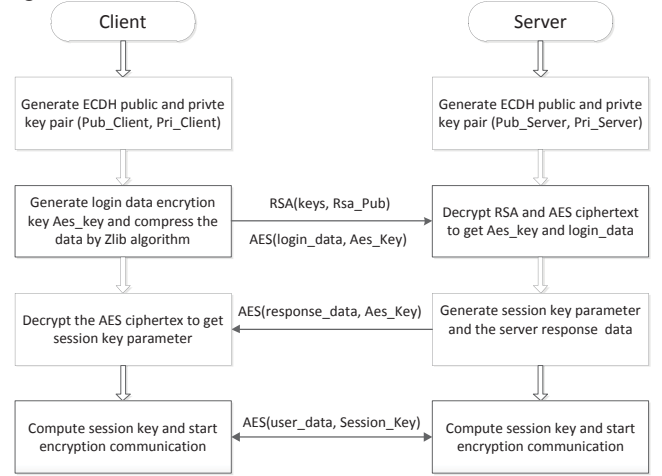 Client
Server
Generate ECDH public and privte
key pair (Pub_Client, Pri_Client)
Generate ECDH public and privte
key pair (Pub_Server, Pri_Server)
Generate login data encrytion
key Aes_key and compress the
data by Zlib algorithm
RSA(keys, Rsa_Pub)
AES(login_data, Aes_Key)
Decrypt RSA and AES ciphertext
to get Aes_key and login_data
Decrypt the AES ciphertex to get
session key parameter
AES(response_data, Aes_Key)
Generate session key parameter
and the server response data
Compute session key and start
encryption communication
AES(user_data, Session_Key)
Compute session key and start
encryption communication